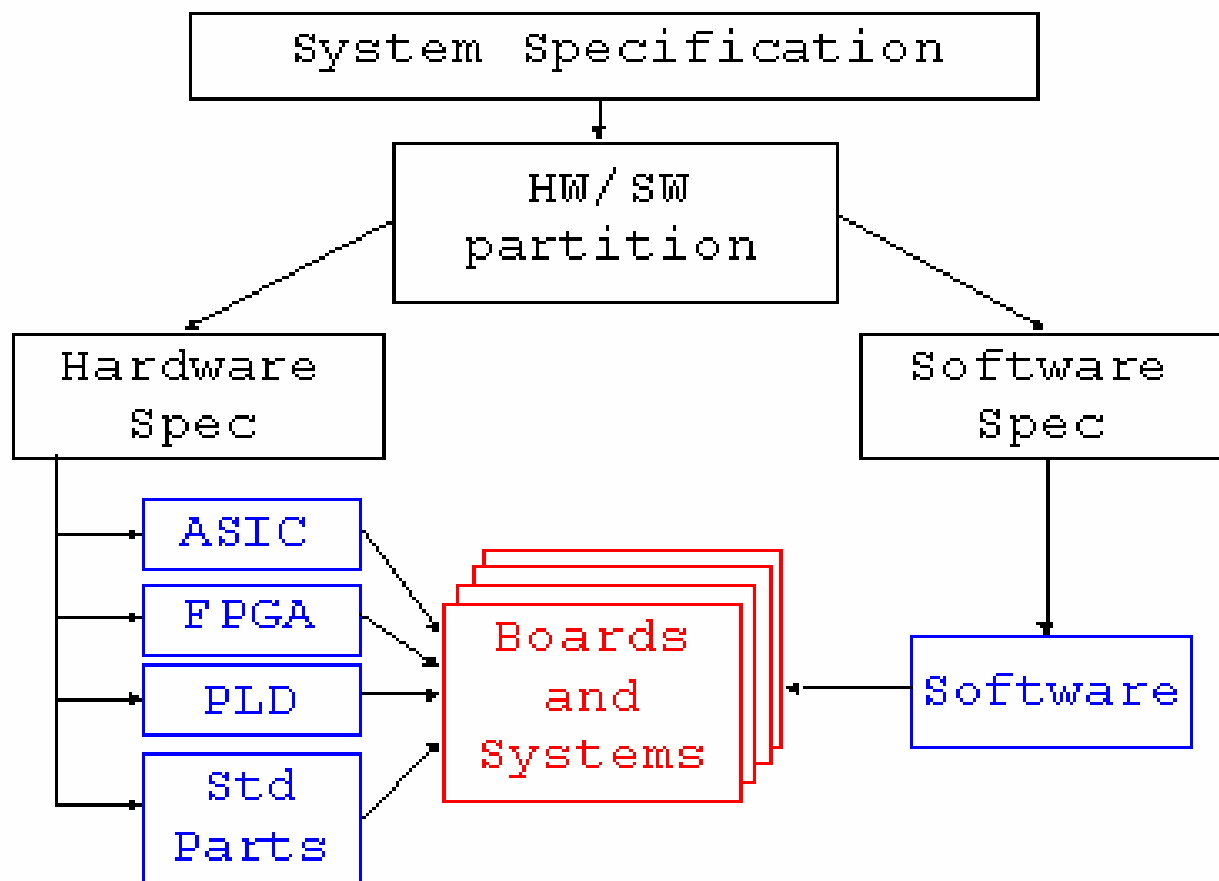 System Specification
HW/SW
partition
Hardware
Spec
Software
Spec
ASIC
FPGA
PLD
Std
Parts
Boards
and
Systems
Software